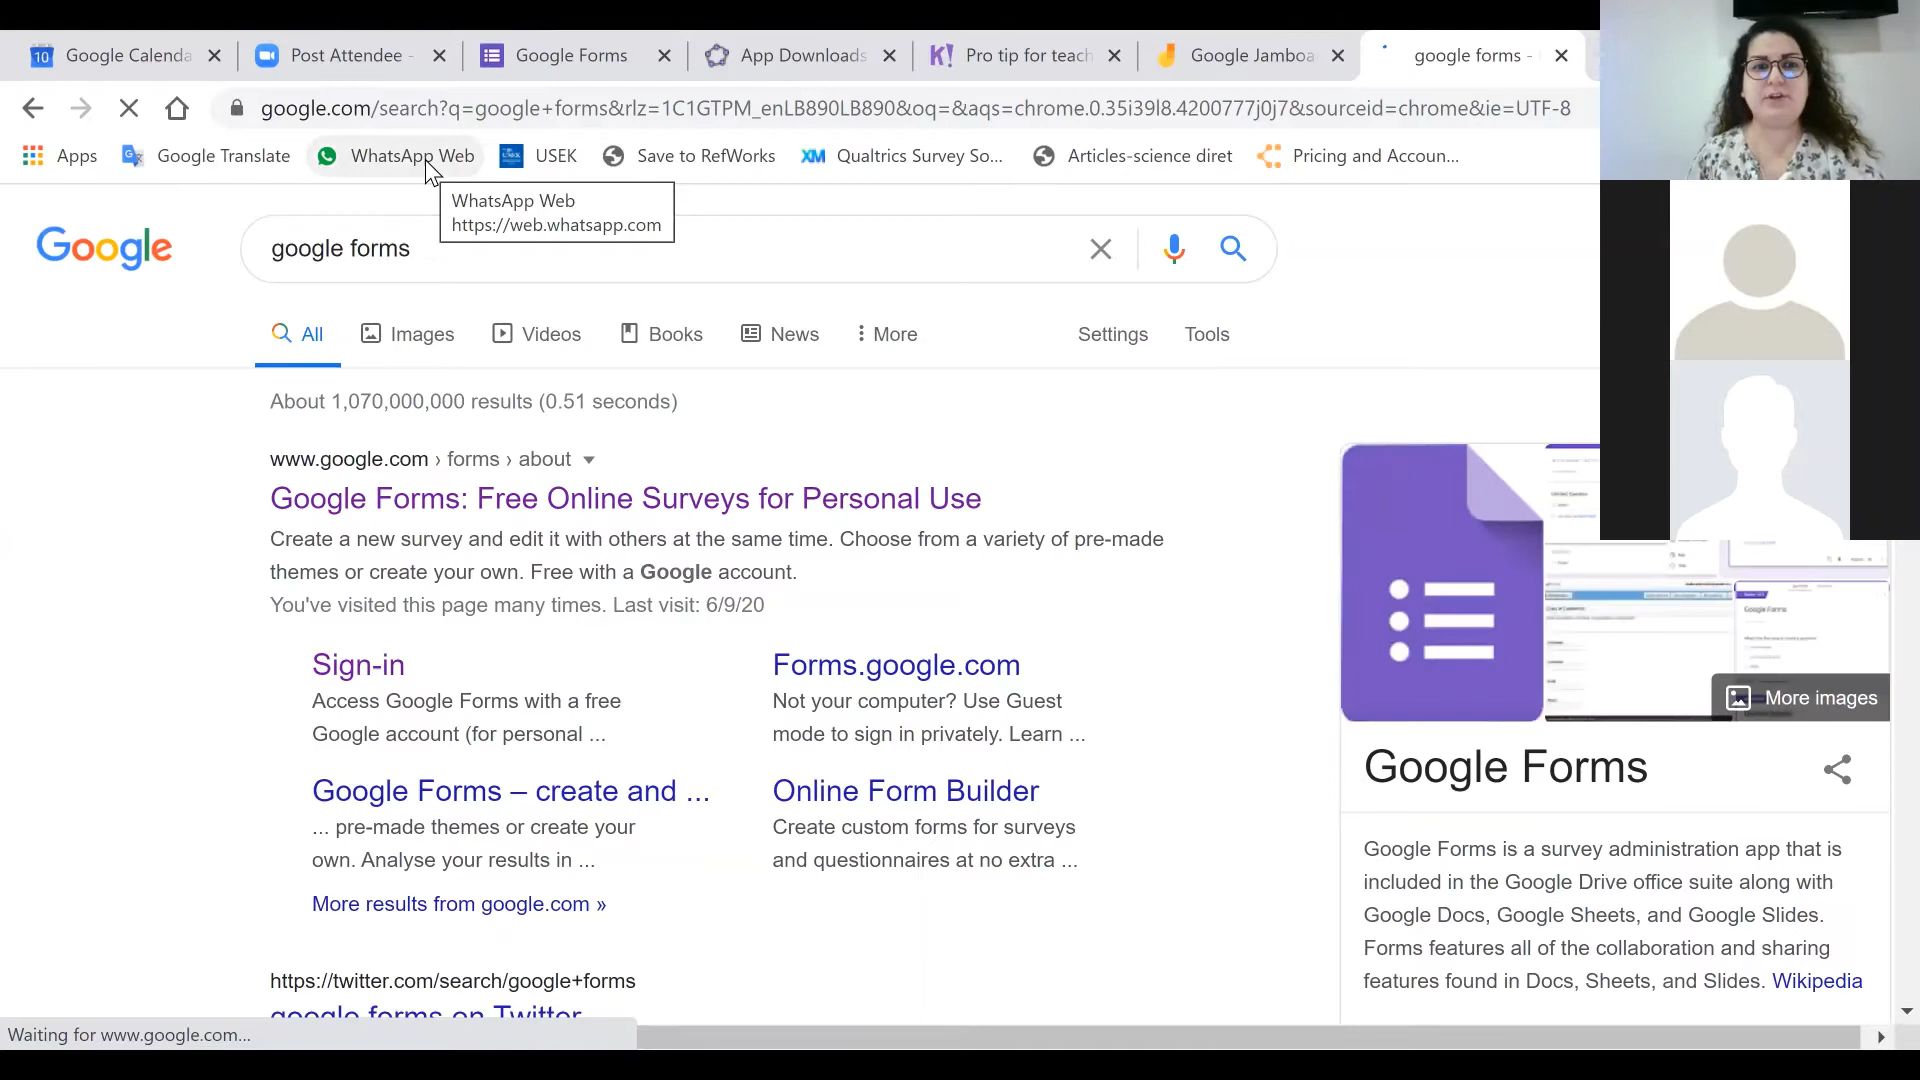 10 Google Calenda Post Attendee - Google Forms App Downloads K! Pro tip for teach Google Jamboa google forms -
google.com/search?q=google+forms&rlz=1C1GTPM_enLB890LB890&oq=&aqs=chrome.0.35i39l8.4200777j0j7&sourceid=chrome&ie=UTF-8
Apps Google Translate WhatsApp Web USEK Save to RefWorks XM Qualtrics Survey So... Articles-science diret Pricing and Accoun...
WhatsApp Web
https://web.whatsapp.com
Google google forms
All Images Videos Books News More Settings Tools
About 1,070,000,000 results (0.51 seconds)
www.google.com › forms › about
Google Forms: Free Online Surveys for Personal Use
Create a new survey and edit it with others at the same time. Choose from a variety of pre-made
themes or create your own. Free with a Google account.
You've visited this page many times. Last visit: 6/9/20
Sign-in
Access Google Forms with a free
Google account (for personal ...
Forms.google.com
Not your computer? Use Guest
mode to sign in privately. Learn ...
Google Forms – create and ...
... pre-made themes or create your
own. Analyse your results in ...
Online Form Builder
Create custom forms for surveys
and questionnaires at no extra ...
More results from google.com »
https://twitter.com/search/google+forms
google forms on Twitter
More images
Google Forms
Google Forms is a survey administration app that is
included in the Google Drive office suite along with
Google Docs, Google Sheets, and Google Slides.
Forms features all of the collaboration and sharing
features found in Docs, Sheets, and Slides. Wikipedia
Waiting for www.google.com...